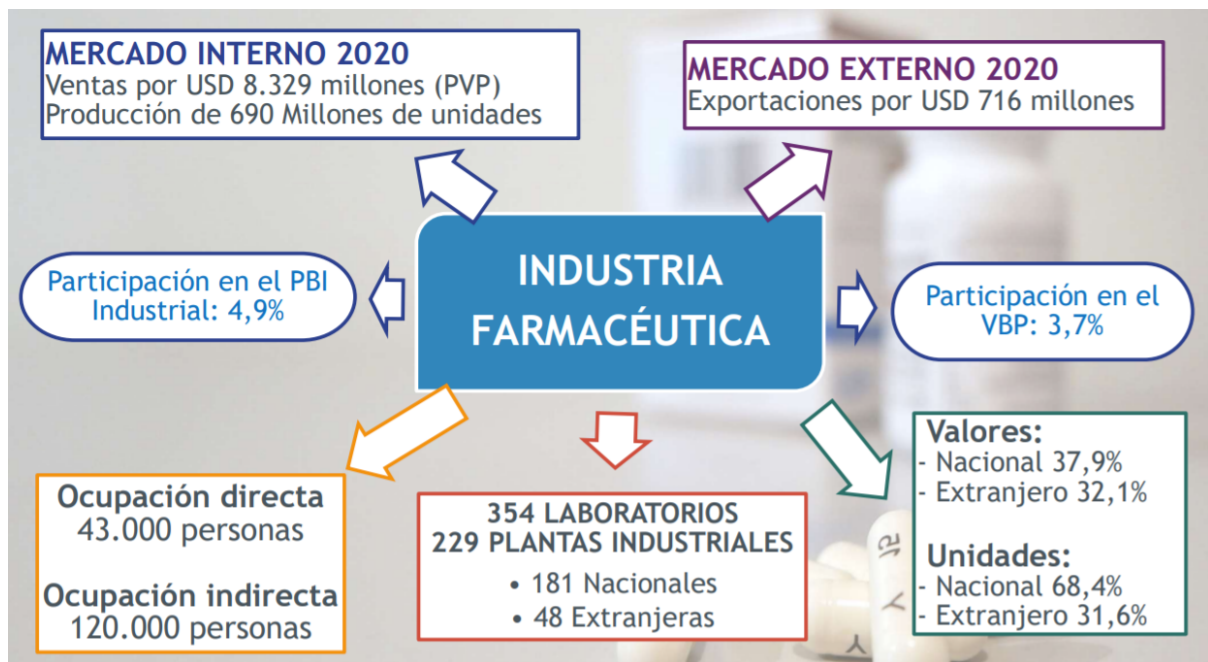 MERCADO INTERNO 2020
Ventas por USD 8.329 millones (PVP)
Producción de 690 Millones de unidades
MERCADO EXTERNO 2020
Exportaciones por USD 716 millones
INDUSTRIA
FARMACÉUTICA
Participación en el PBI
Industrial: 4,9%
Participación en el
VBP: 3,7%
Ocupación directa
43.000 personas
Ocupación indirecta
120.000 personas
354 LABORATORIOS
229 PLANTAS INDUSTRIALES
• 181 Nacionales
• 48 Extranjeras
Valores:
- Nacional 37,9%
- Extranjero 32,1%
Unidades:
- Nacional 68,4%
- Extranjero 31,6%
15
Y
Y